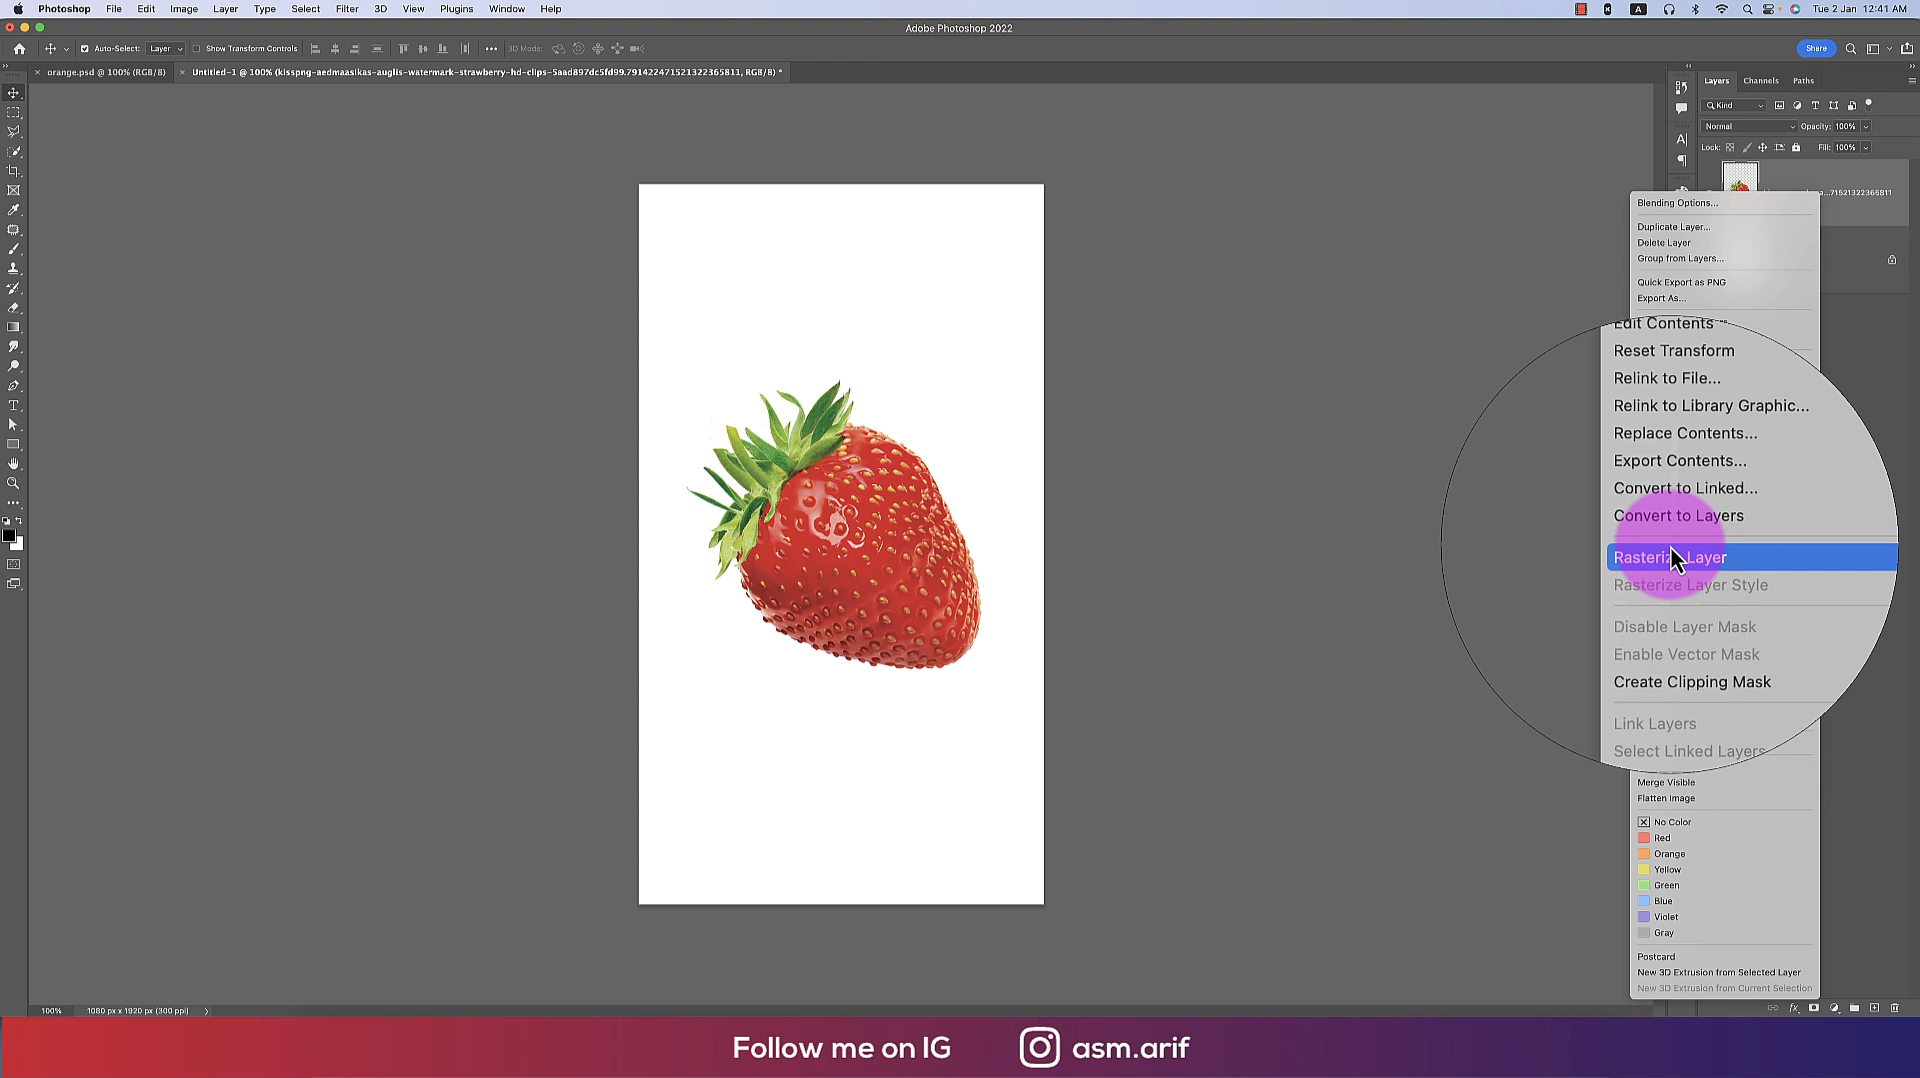 Photoshop File Edit Image Layer Type Select Filter 3D View Plugins Window Help
A
Tue 2 Jan 12:41 AM
Adobe Photoshop 2022
Auto-Select: Layer Show Transform Controls
3D Mode:
Share
orange.psd @ 100% (RGB/8)
Untitled-1 @ 100% (kisspng-aedmaasikas-auglis-watermark-strawberry-hd-clips-5aad897dc5fd99.791422471521322365811, RGB/8) *
Layers Channels Paths
Kind
Normal Opacity: 100%
Lock: Fill: 100%
a...71521322365811
Blending Options...
Duplicate Layer...
Delete Layer
Group from Layers...
Quick Export as PNG
Export As...
Edit Contents
Reset Transform
Relink to File...
Relink to Library Graphic...
Replace Contents...
Export Contents...
Convert to Linked...
Convert to Layers
Rasterize Layer
Rasterize Layer Style
Disable Layer Mask
Enable Vector Mask
Create Clipping Mask
Link Layers
Select Linked Layers
Merge Visible
Flatten Image
No Color
Red
Orange
Yellow
Green
Blue
Violet
Gray
Postcard
New 3D Extrusion from Selected Layer
New 3D Extrusion from Current Selection
100% 1080 px x 1920 px (300 ppi)
Follow me on IG asm.arif